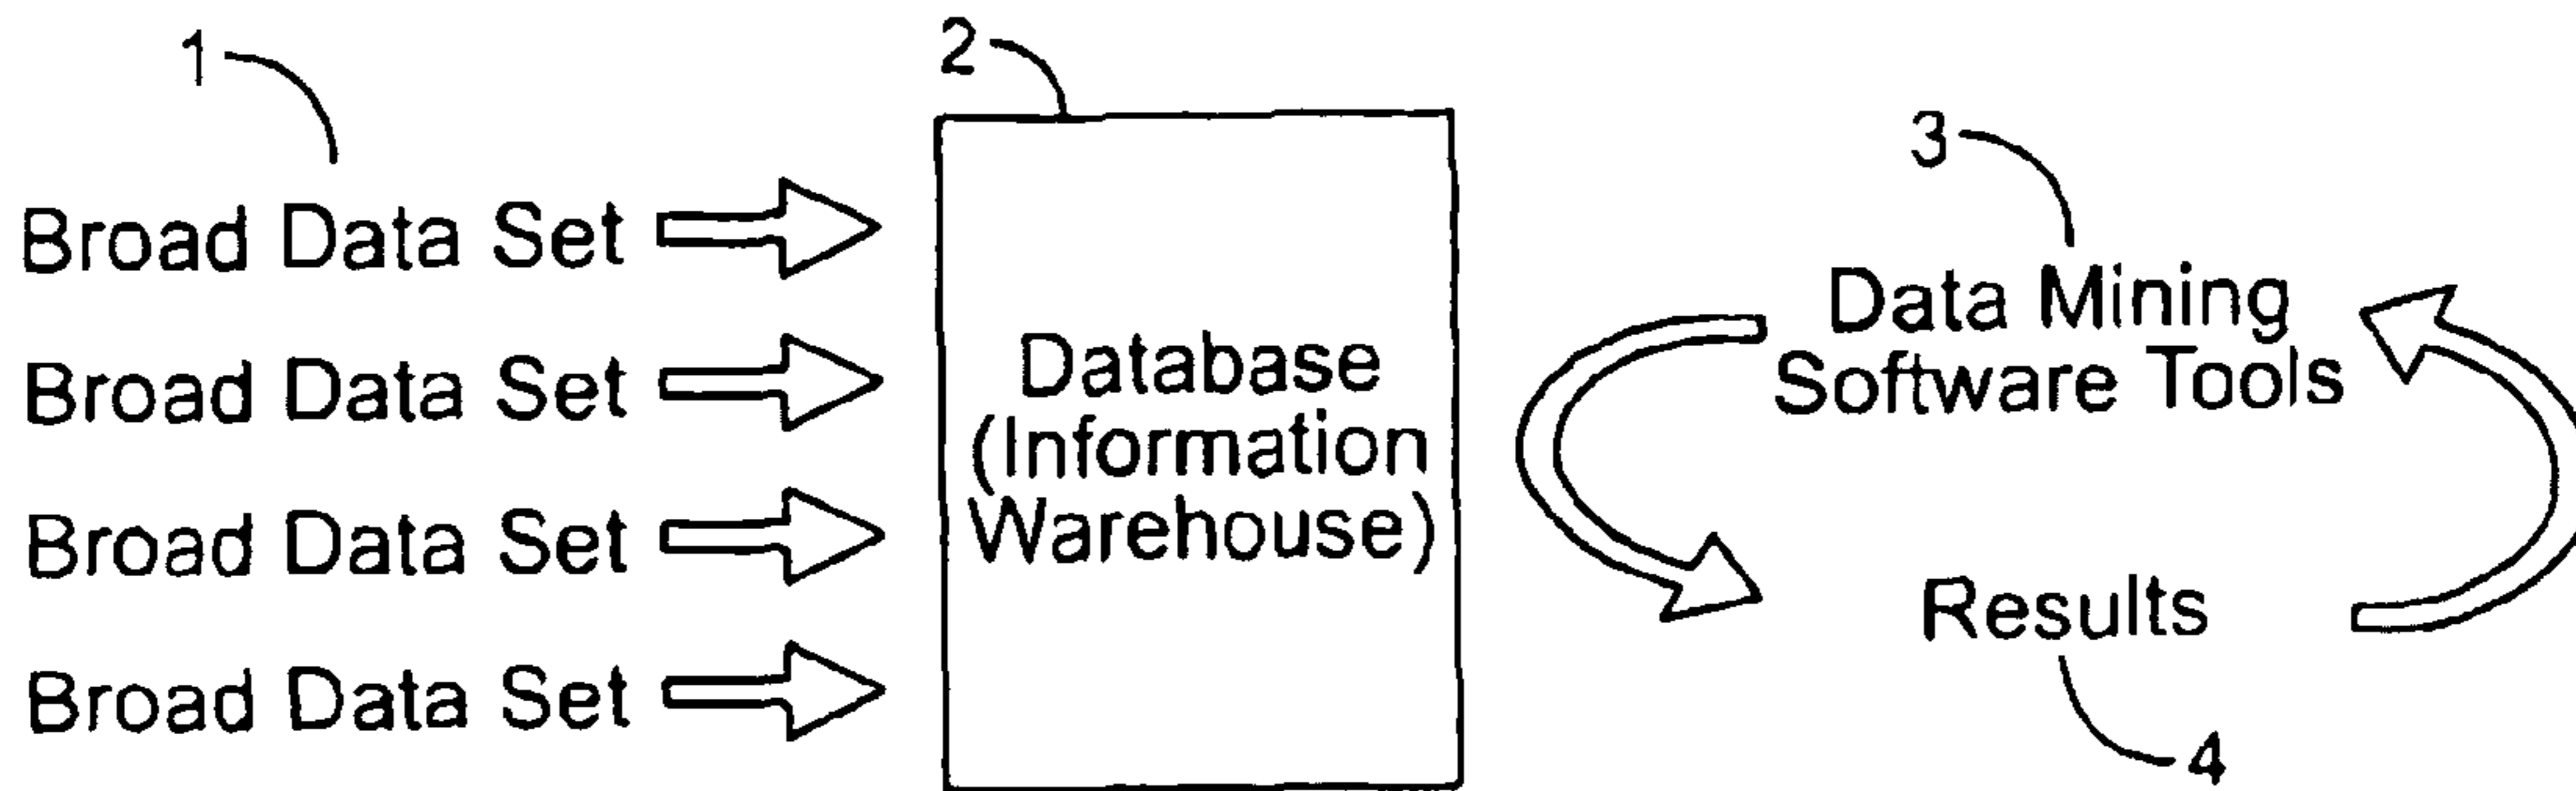 1
2
3
Broad Data Set
Broad Data Set
Broad Data Set
Broad Data Set
Database
(Information
Warehouse)
Data Mining
Software Tools
Results
4